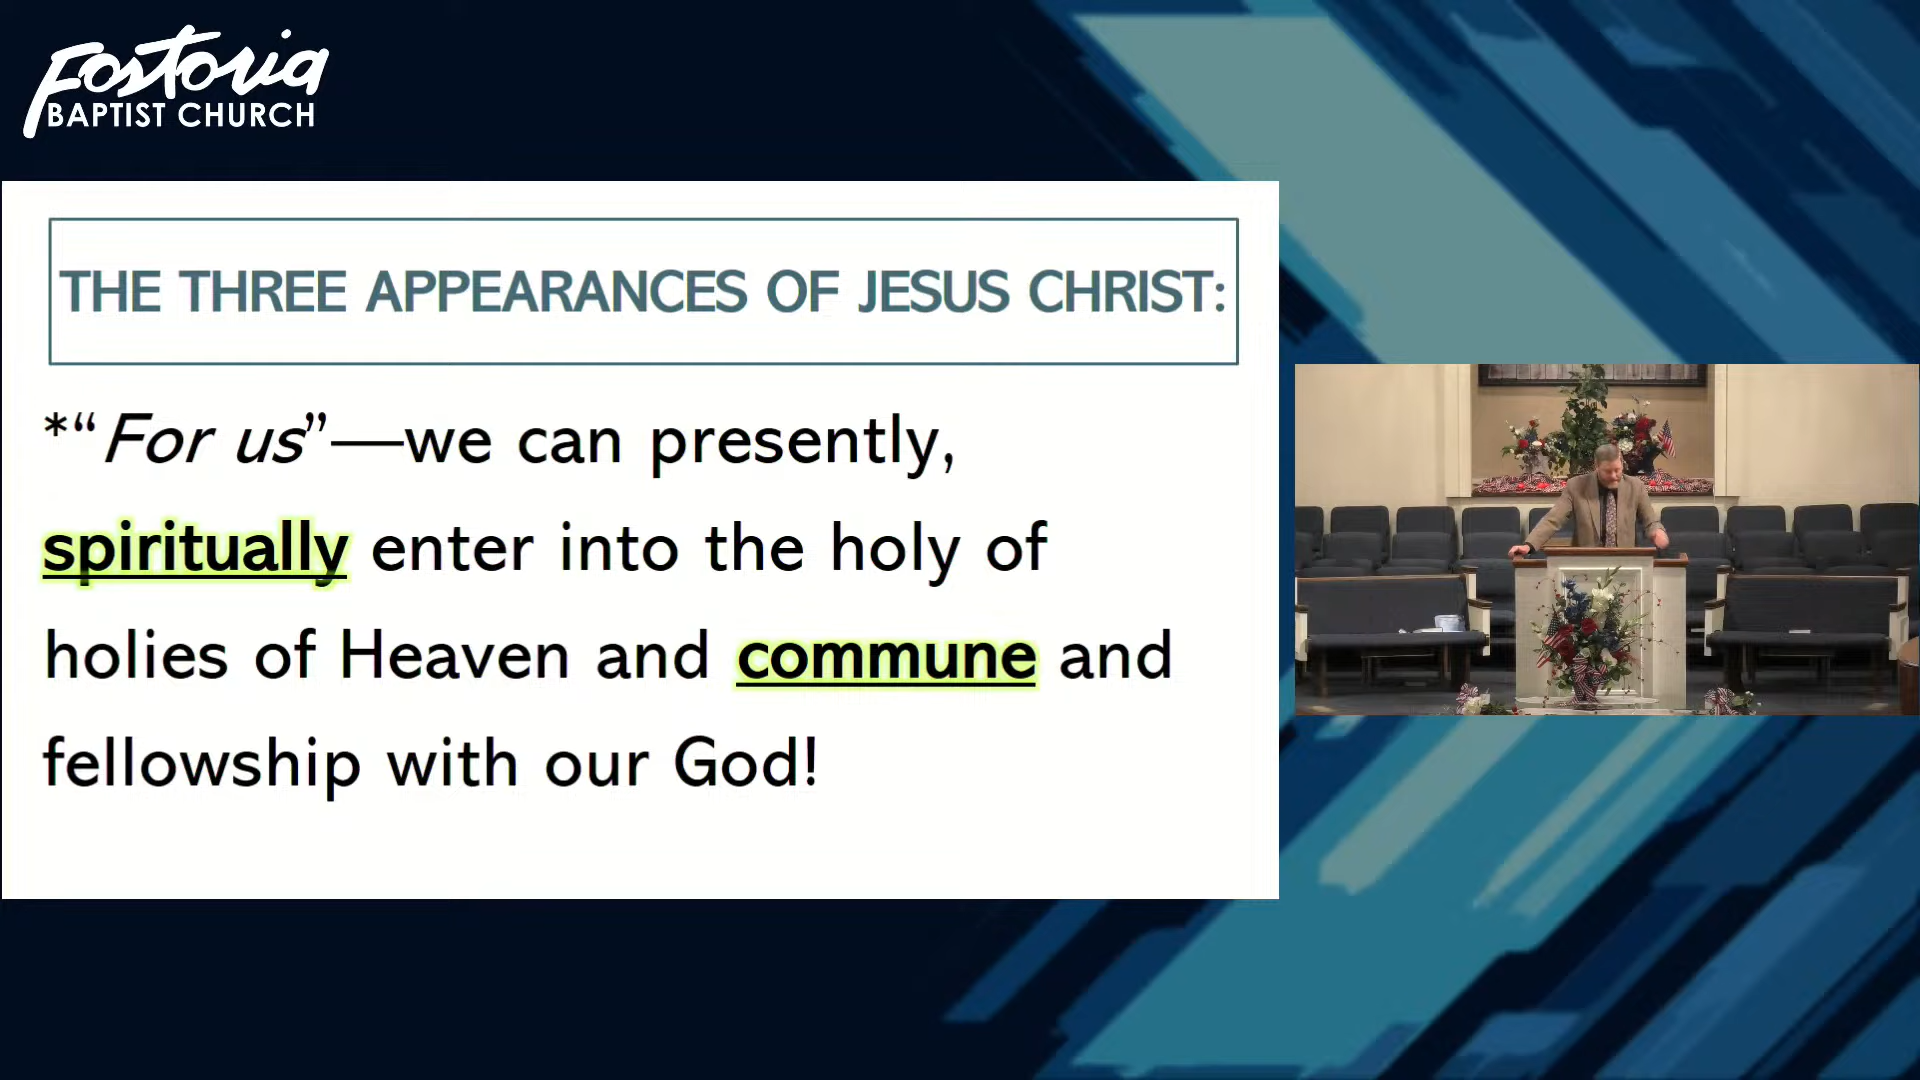 Fostoria
BAPTIST CHURCH
THE THREE APPEARANCES OF JESUS CHRIST:
*“For us”—we can presently,
spiritually enter into the holy of
holies of Heaven and commune and
fellowship with our God!